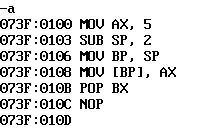 -a
073F:0100 MOV AX, 5
073F:0103 SUB SP, 2
073F:0106 MOV BP, SP
073F:0108 MOV [BP], AX
073F:010B POP BX
073F:010C NOP
073F:010D